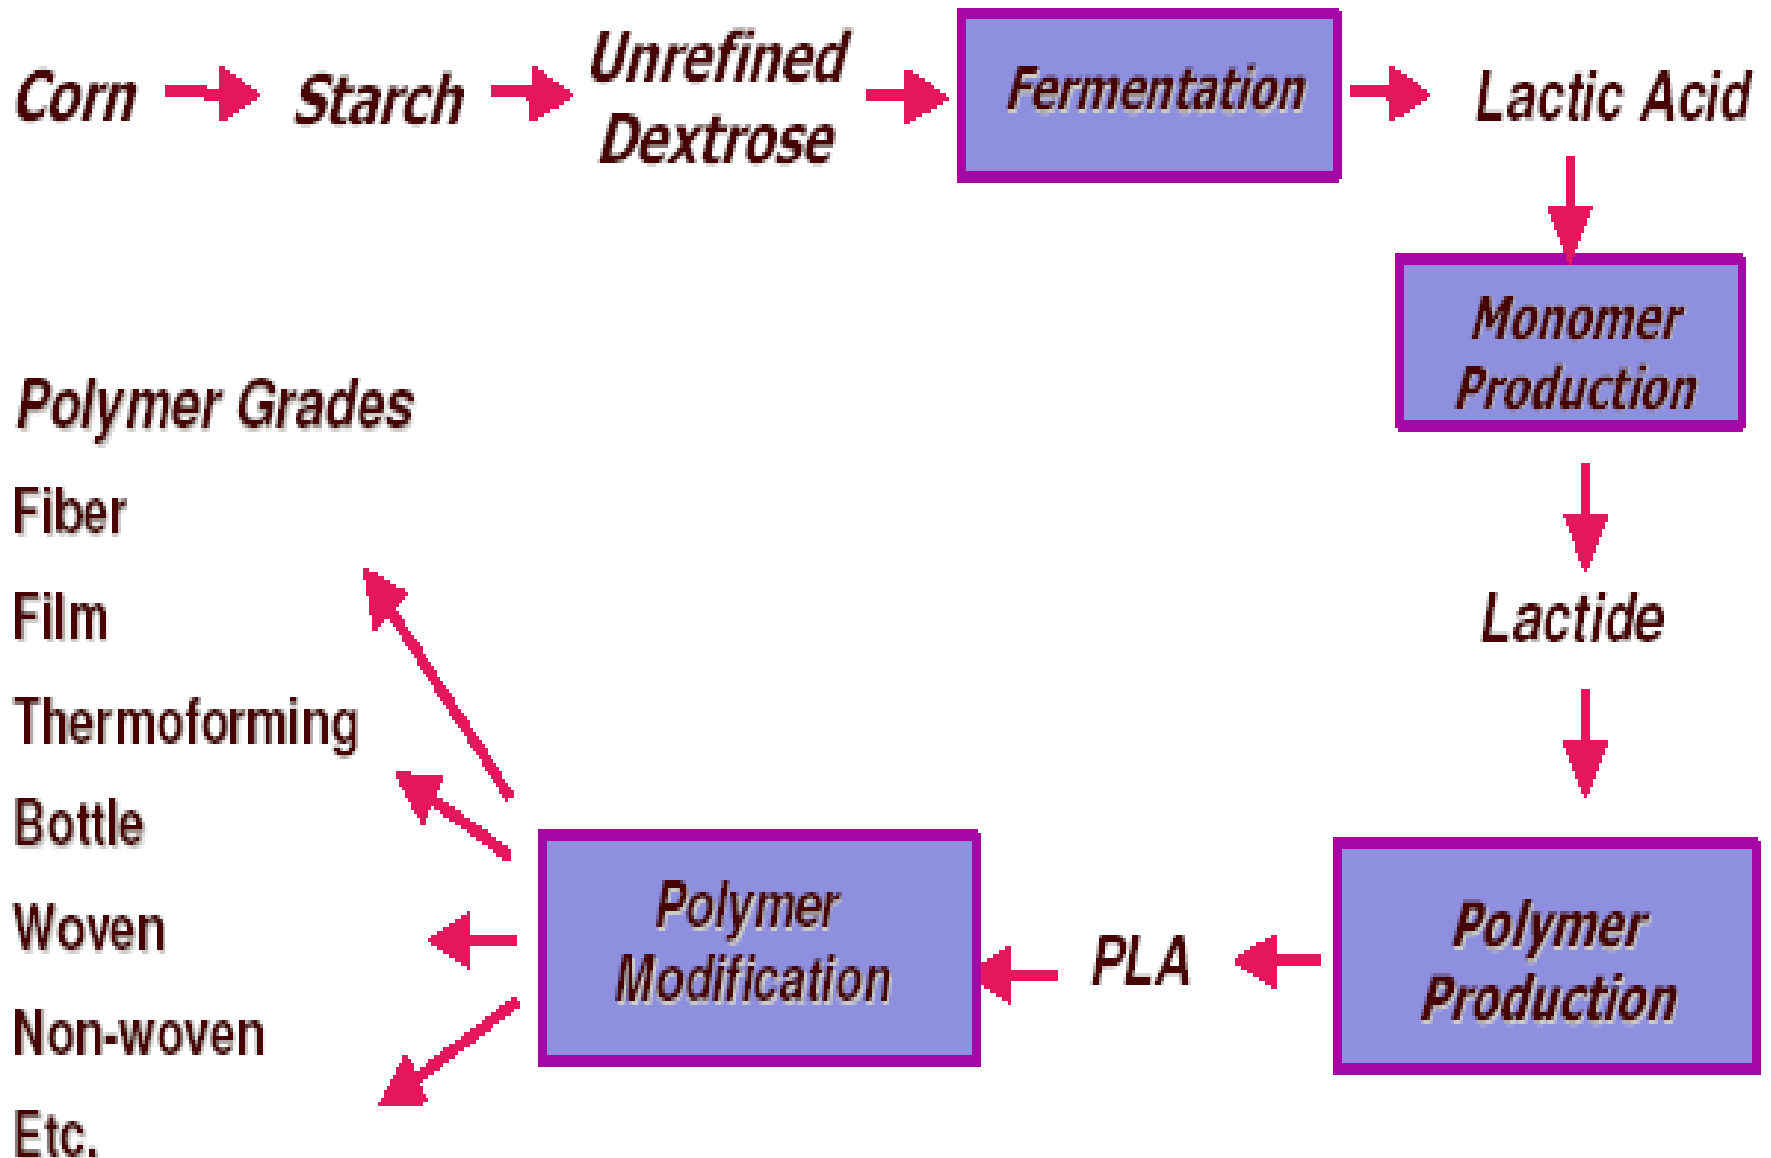 Corn
Starch
Unrefined
Dextrose
Fermentation
Lactic Acid
Monomer
Production
Lactide
Polymer
Production
PLA
Polymer
Modification
Polymer Grades
Fiber
Film
Thermoforming
Bottle
Woven
Non-woven
Etc.